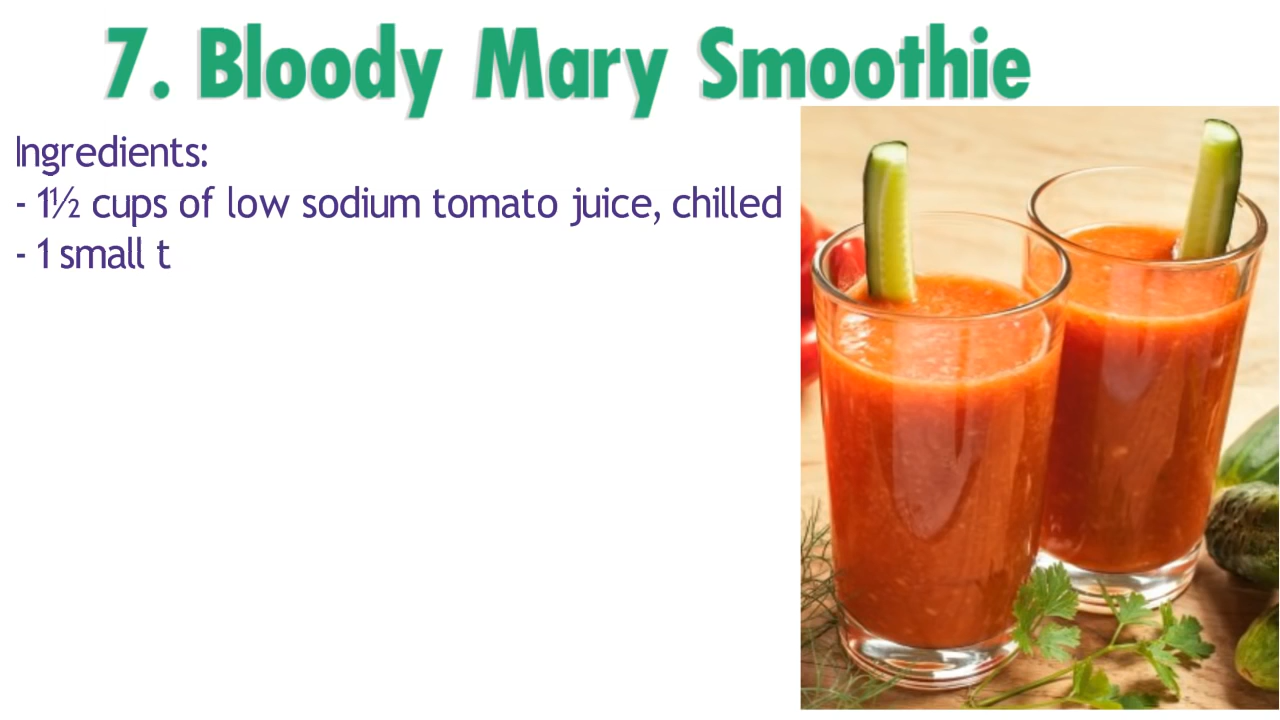 7. Bloody Mary Smoothie
Ingredients:
- 1½ cups of low sodium tomato juice, chilled
- 1 small t